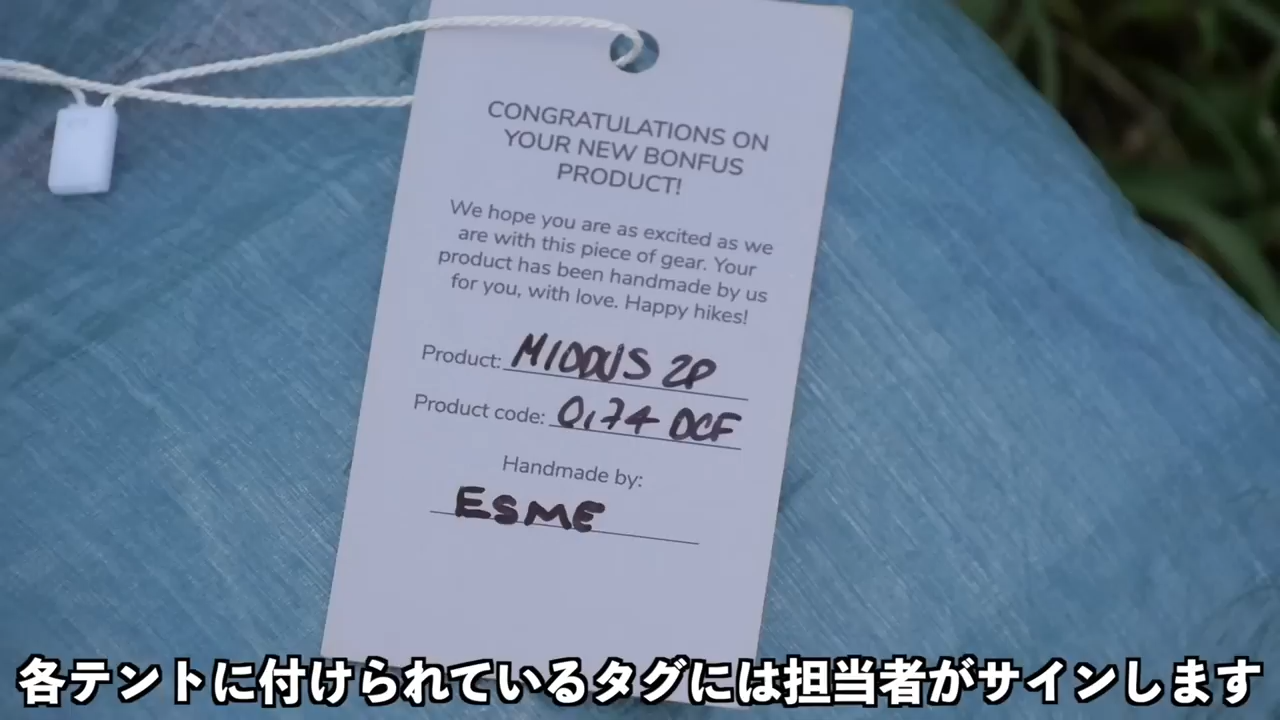 CONGRATULATIONS ON
YOUR NEW BONFUS
PRODUCT!
We hope you are as excited as we
are with this piece of gear. Your
product has been handmade by us
for you, with love. Happy hikes!
Product: MIDDUS 2P
Product code: 0,74 DCF
Handmade by:
ESME
各テントに付けられているタグには担当者がサインします